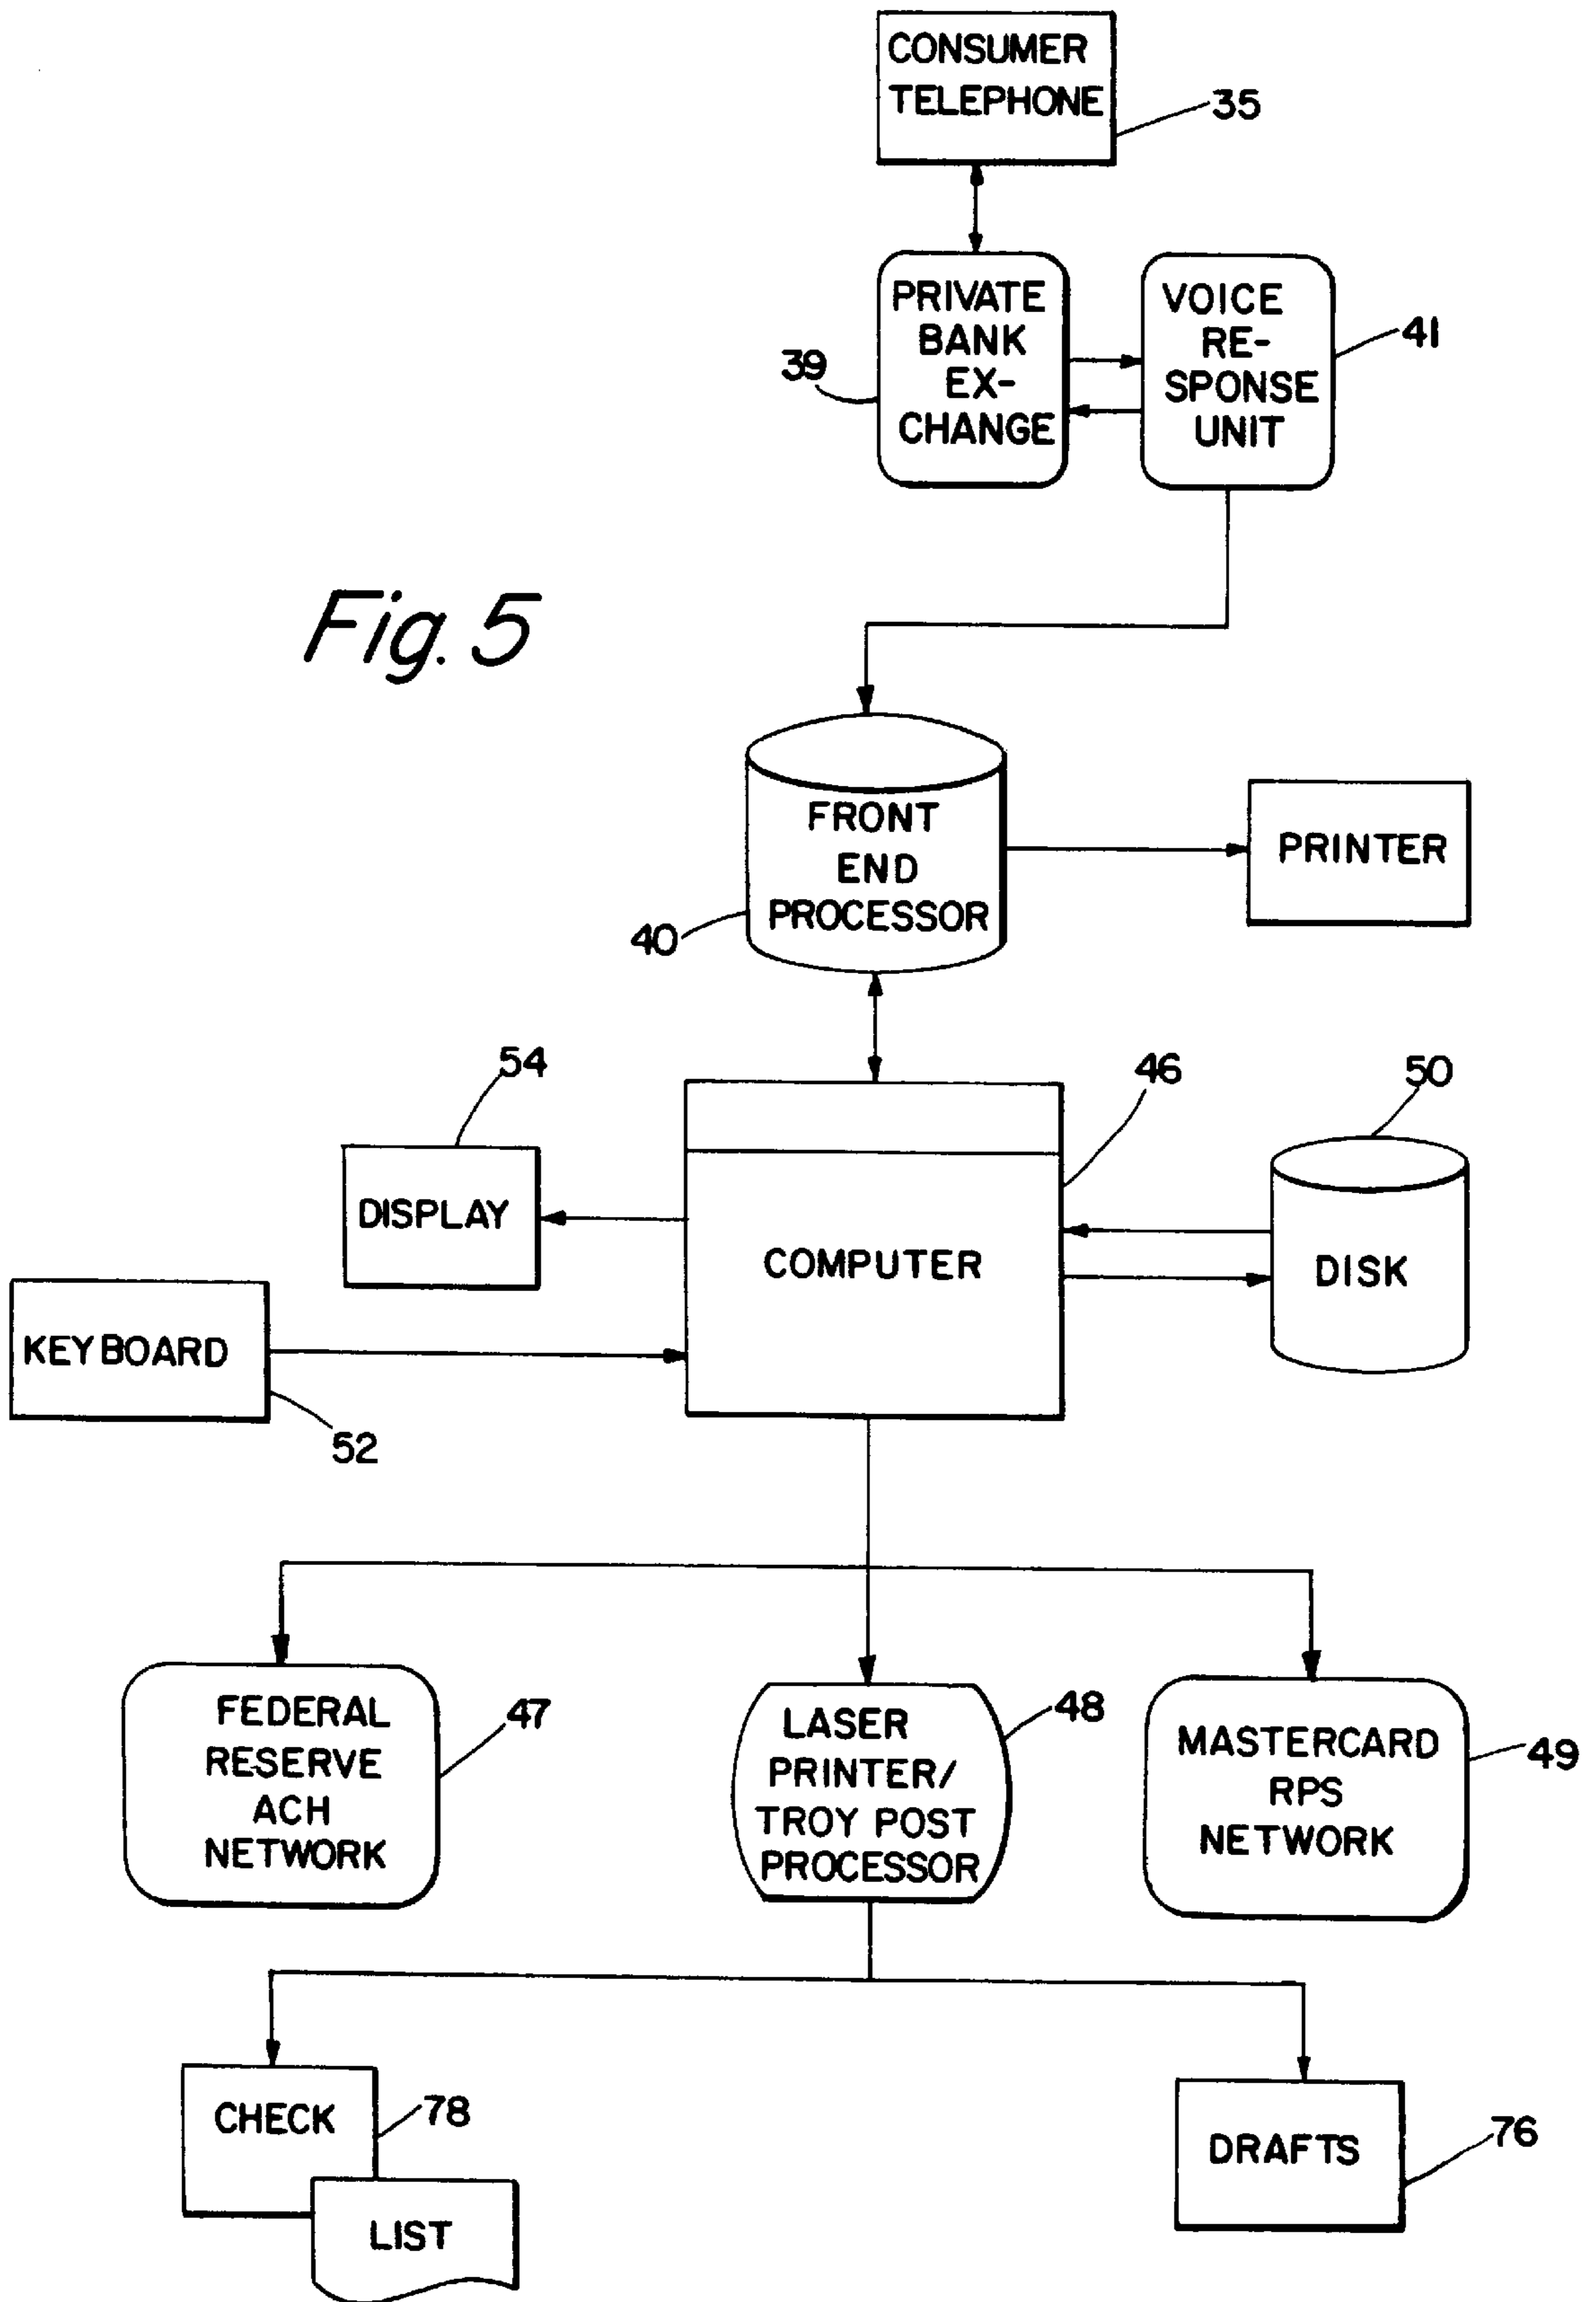 CONSUMER
TELEPHONE
35
PRIVATE
BANK
EX-
CHANGE
39
VOICE
RE-
SPONSE
UNIT
41
Fig. 5
FRONT
END
PROCESSOR
40
PRINTER
54
DISPLAY
46
COMPUTER
50
DISK
KEYBOARD
52
FEDERAL
RESERVE
ACH
NETWORK
47
LASER
PRINTER/
TROY POST
PROCESSOR
48
MASTERCARD
RPS
NETWORK
49
CHECK
78
LIST
DRAFTS
76